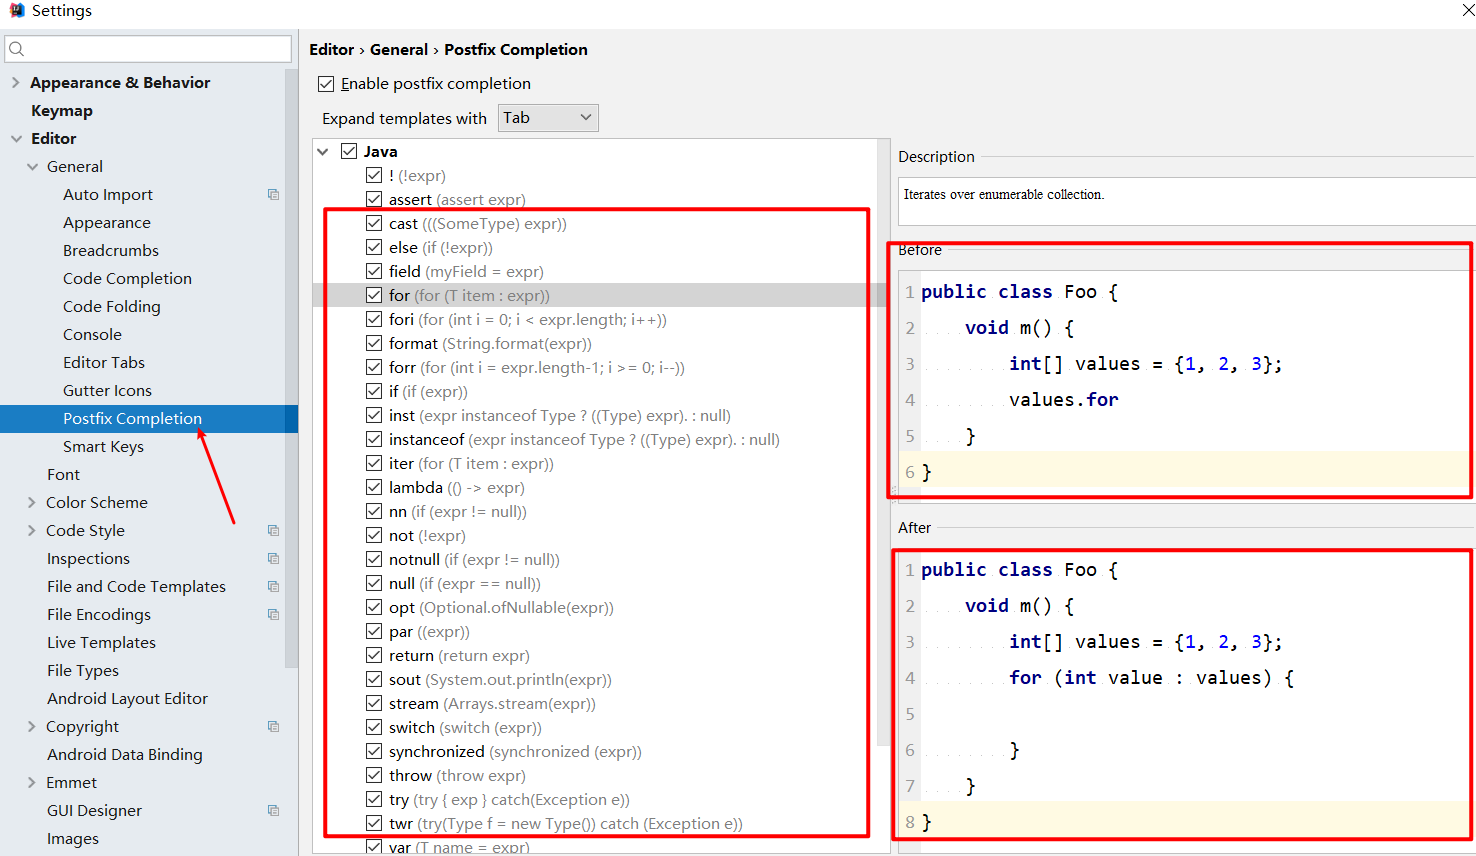 Settings
Appearance & Behavior
Keymap
Editor
General
Auto Import
Appearance
Breadcrumbs
Code Completion
Code Folding
Console
Editor Tabs
Gutter Icons
Postfix Completion
Smart Keys
Font
Color Scheme
Code Style
Inspections
File and Code Templates
File Encodings
Live Templates
File Types
Android Layout Editor
Copyright
Android Data Binding
Emmet
GUI Designer
Images
Editor › General › Postfix Completion
Enable postfix completion
Expand templates with Tab
Java
! (!expr)
assert (assert expr)
cast (((SomeType) expr))
else (if (!expr))
field (myField = expr)
for (for (T item : expr))
fori (for (int i = 0; i < expr.length; i++))
format (String.format(expr))
forr (for (int i = expr.length-1; i >= 0; i--))
if (if (expr))
inst (expr instanceof Type ? ((Type) expr). : null)
instanceof (expr instanceof Type ? ((Type) expr). : null)
iter (for (T item : expr))
lambda (() -> expr)
nn (if (expr != null))
not (!expr)
notnull (if (expr != null))
null (if (expr == null))
opt (Optional.ofNullable(expr))
par ((expr))
return (return expr)
sout (System.out.println(expr))
stream (Arrays.stream(expr))
switch (switch (expr))
synchronized (synchronized (expr))
throw (throw expr)
try (try { exp } catch(Exception e))
twr (try(Type f = new Type()) catch (Exception e))
var (T name = expr)
Description
Iterates over enumerable collection.
Before
1 public class Foo {
2 void m() {
3 int[] values = {1, 2, 3};
4 values.for
5 }
6 }
After
1 public class Foo {
2 void m() {
3 int[] values = {1, 2, 3};
4 for (int value : values) {
5
6 }
7 }
8 }